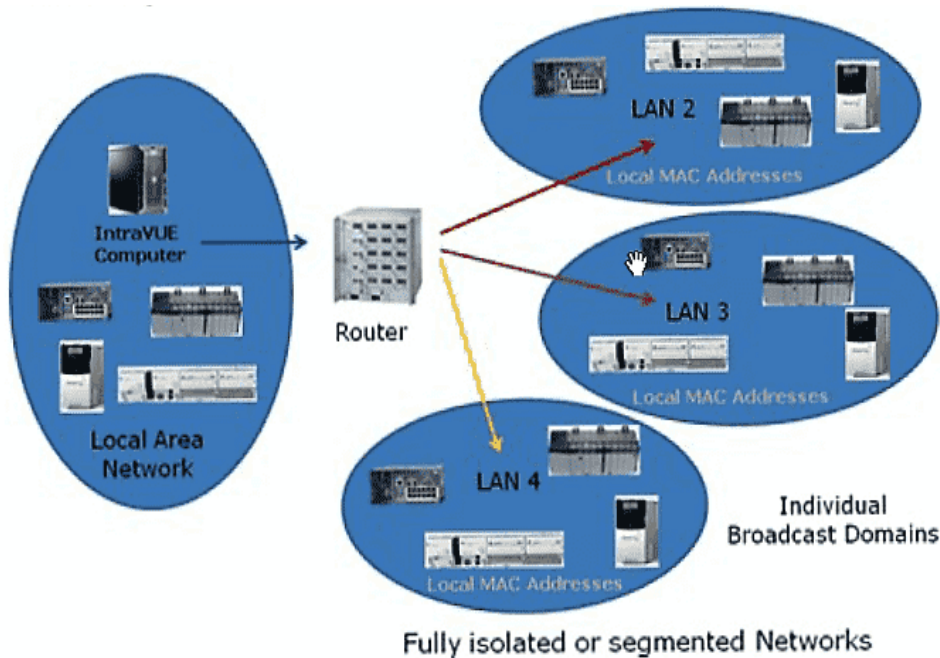 LAN 2
Local MAC Addresses
IntraVUE
Computer
Router
LAN 3
Local MAC Addresses
Local Area
Network
LAN 4
Local MAC Addresses
Individual
Broadcast Domains
Fully isolated or segmented Networks